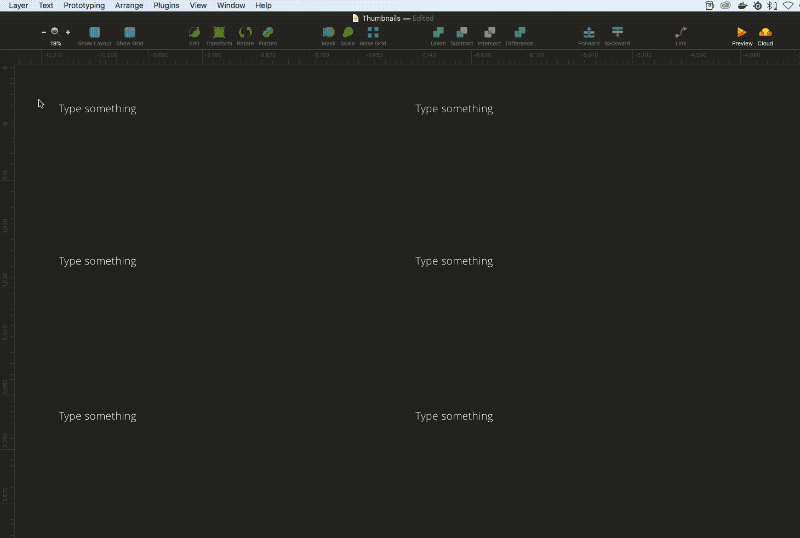 Layer Text Prototyping Arrange Plugins View Window Help
Thumbnails — Edited
19% Show Layout Show Grid Edit Transform Rotate Flatten Mask Scale Make Grid Union Subtract Intersect Difference Forward Backward Link Preview Cloud
Type something Type something
Type something Type something
Type something Type something